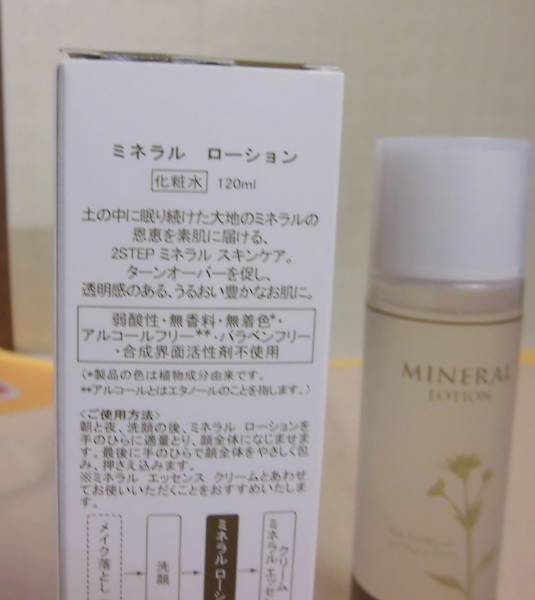 ミネラル ローション
化粧水 120ml
土の中に眠り続けた大地のミネラルの
恩恵を素肌に届ける、
2STEP ミネラル スキンケア。
ターンオーバーを促し、
透明感のある、うるおい豊かなお肌に。
弱酸性・無香料・無着色*・
アルコールフリー**・パラベンフリー
・合成界面活性剤不使用
(*製品の色は植物成分由来です。
**アルコールとはエタノールのことを指します。)
<ご使用方法>
朝と夜、洗顔の後、ミネラル ローションを
手のひらに適量とり、顔全体になじませま
す。最後に手のひらで顔全体をやさしく包
み、押さえ込みます。
※ミネラル エッセンス クリームとあわせ
てお使いいただくことをおすすめいたしま
す。
メイク落とし
洗顔
ミネラル ロー
ミネラル エッセ
クリーム
MINERAL
LOTION